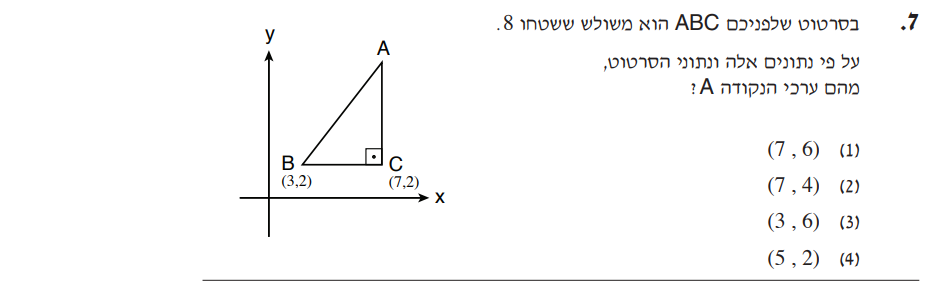 7. בסרטוט שלפניכם ABC הוא משולש ששטחו 8.
על פי נתונים אלה ונתוני הסרטוט,
מהם ערכי הנקודה A?
(1) (7 , 6)
(2) (7 , 4)
(3) (3 , 6)
(4) (5 , 2)
y
A
B
C
(3,2)
(7,2)
x